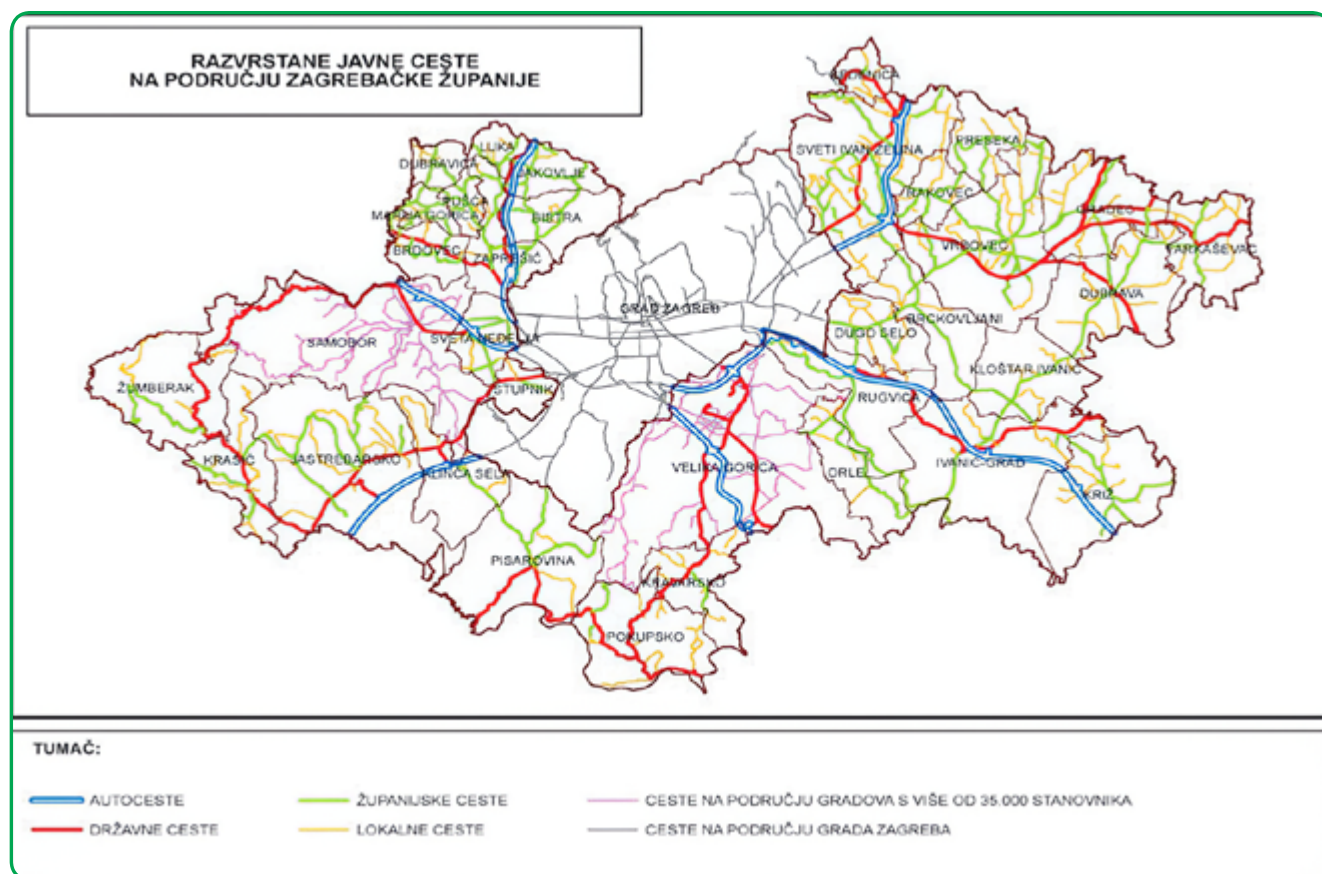 RAZVRSTANE JAVNE CESTE
NA PODRUČJU ZAGREBAČKE ŽUPANIJE
BEDENICA
LUKA
DUBRAVICA
JAKOVLJE
PUŠĆA
MARIJA GORICA
BISTRA
BRDOVEC
ZAPREŠIĆ
SVETI IVAN ZELINA
PRESEKA
RAKOVEC
GRADEC
VRBOVEC
FARKAŠEVAC
DUBRAVA
GRAD ZAGREB
BRCKOVLJANI
DUGO SELO
SAMOBOR
SVETA NEDELJA
KLOŠTAR IVANIĆ
ŽUMBERAK
STUPNIK
RUGVICA
KRAŠIĆ
JASTREBARSKO
KLINČA SELA
VELIKA GORICA
ORLE
IVANIĆ-GRAD
KRIŽ
PISAROVINA
KRAVARSKO
POKUPSKO
TUMAČ:
AUTOCESTE
ŽUPANIJSKE CESTE
CESTE NA PODRUČJU GRADOVA S VIŠE OD 35.000 STANOVNIKA
DRŽAVNE CESTE
LOKALNE CESTE
CESTE NA PODRUČJU GRADA ZAGREBA